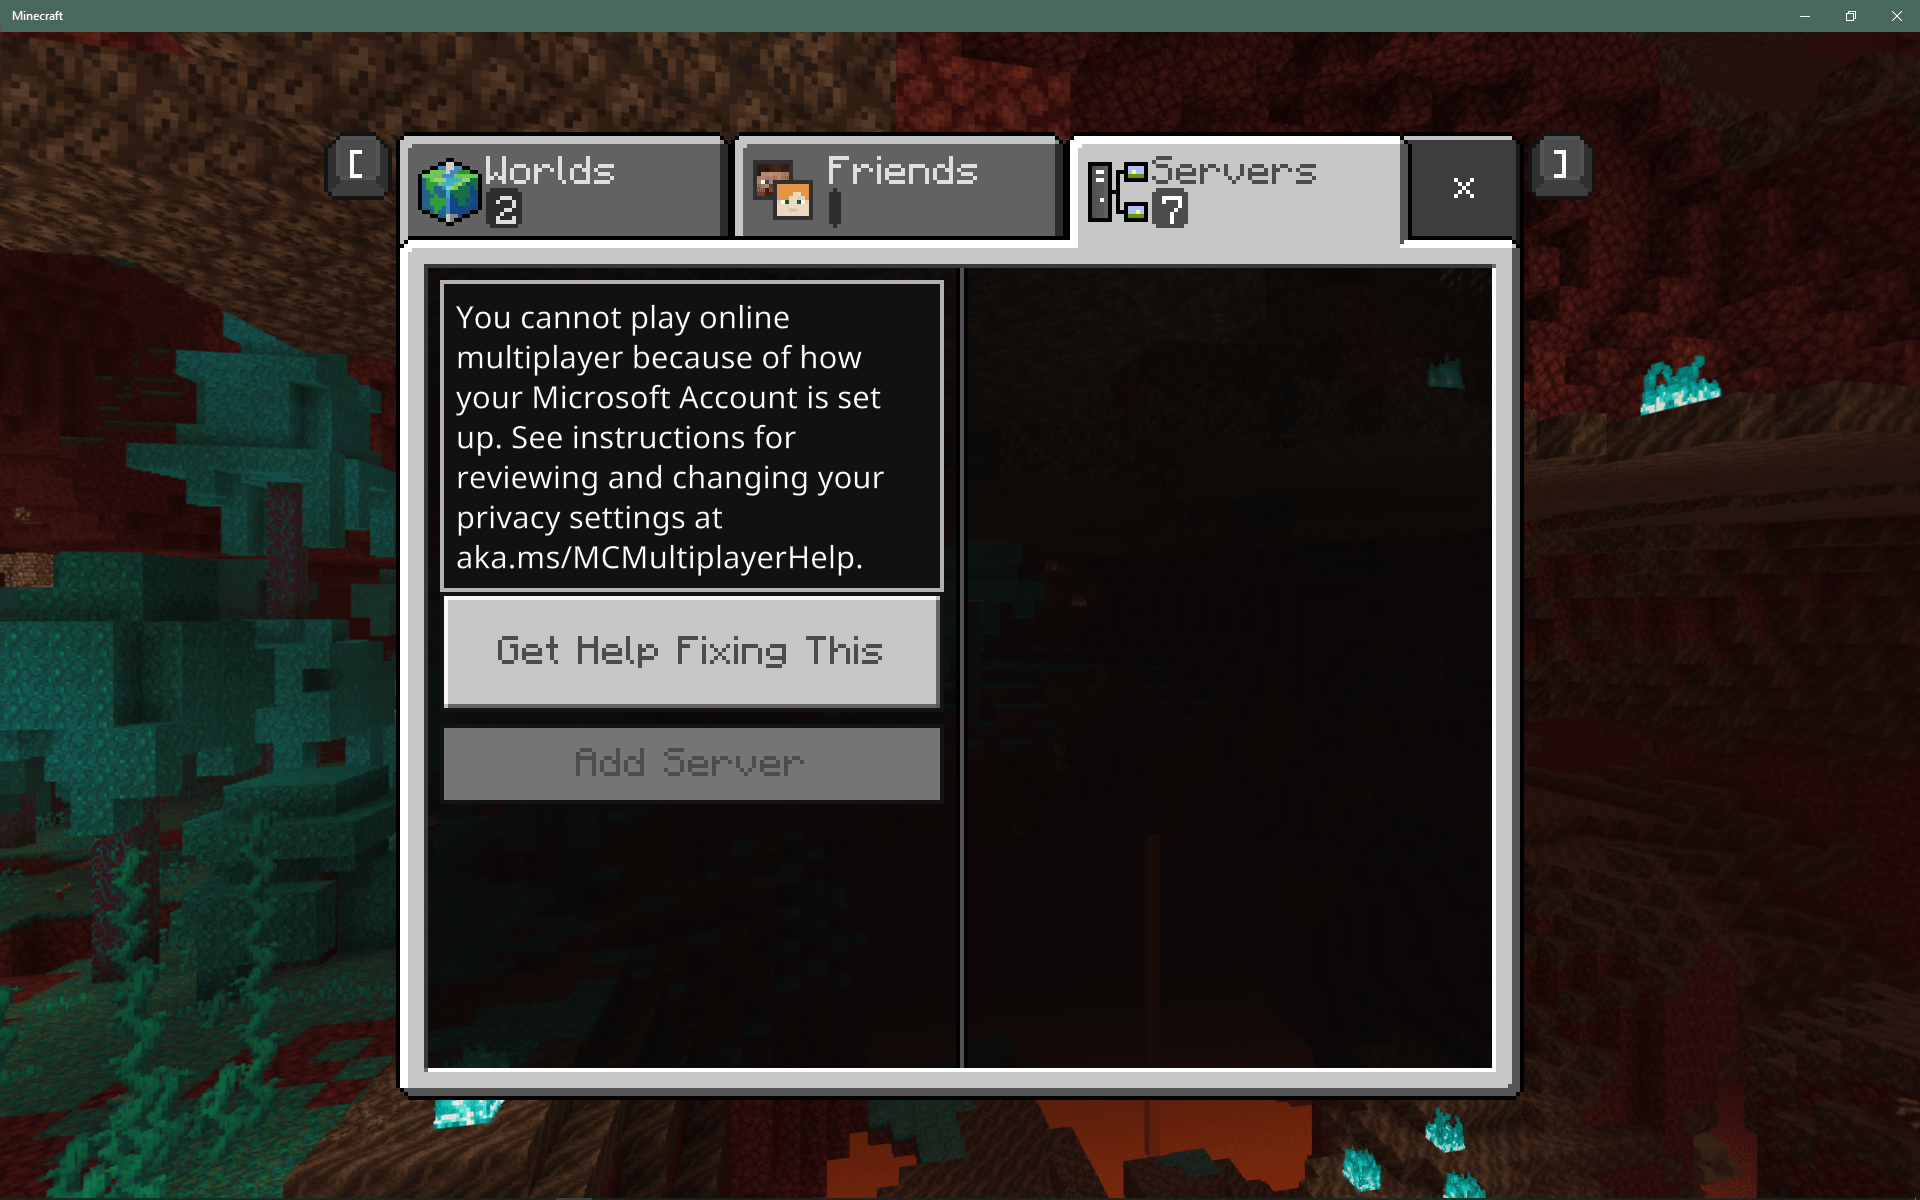 Minecraft
[
Worlds
2
Friends
Servers
7
]
You cannot play online
multiplayer because of how
your Microsoft Account is set
up. See instructions for
reviewing and changing your
privacy settings at
aka.ms/MCMultiplayerHelp.
Get Help Fixing This
Add Server